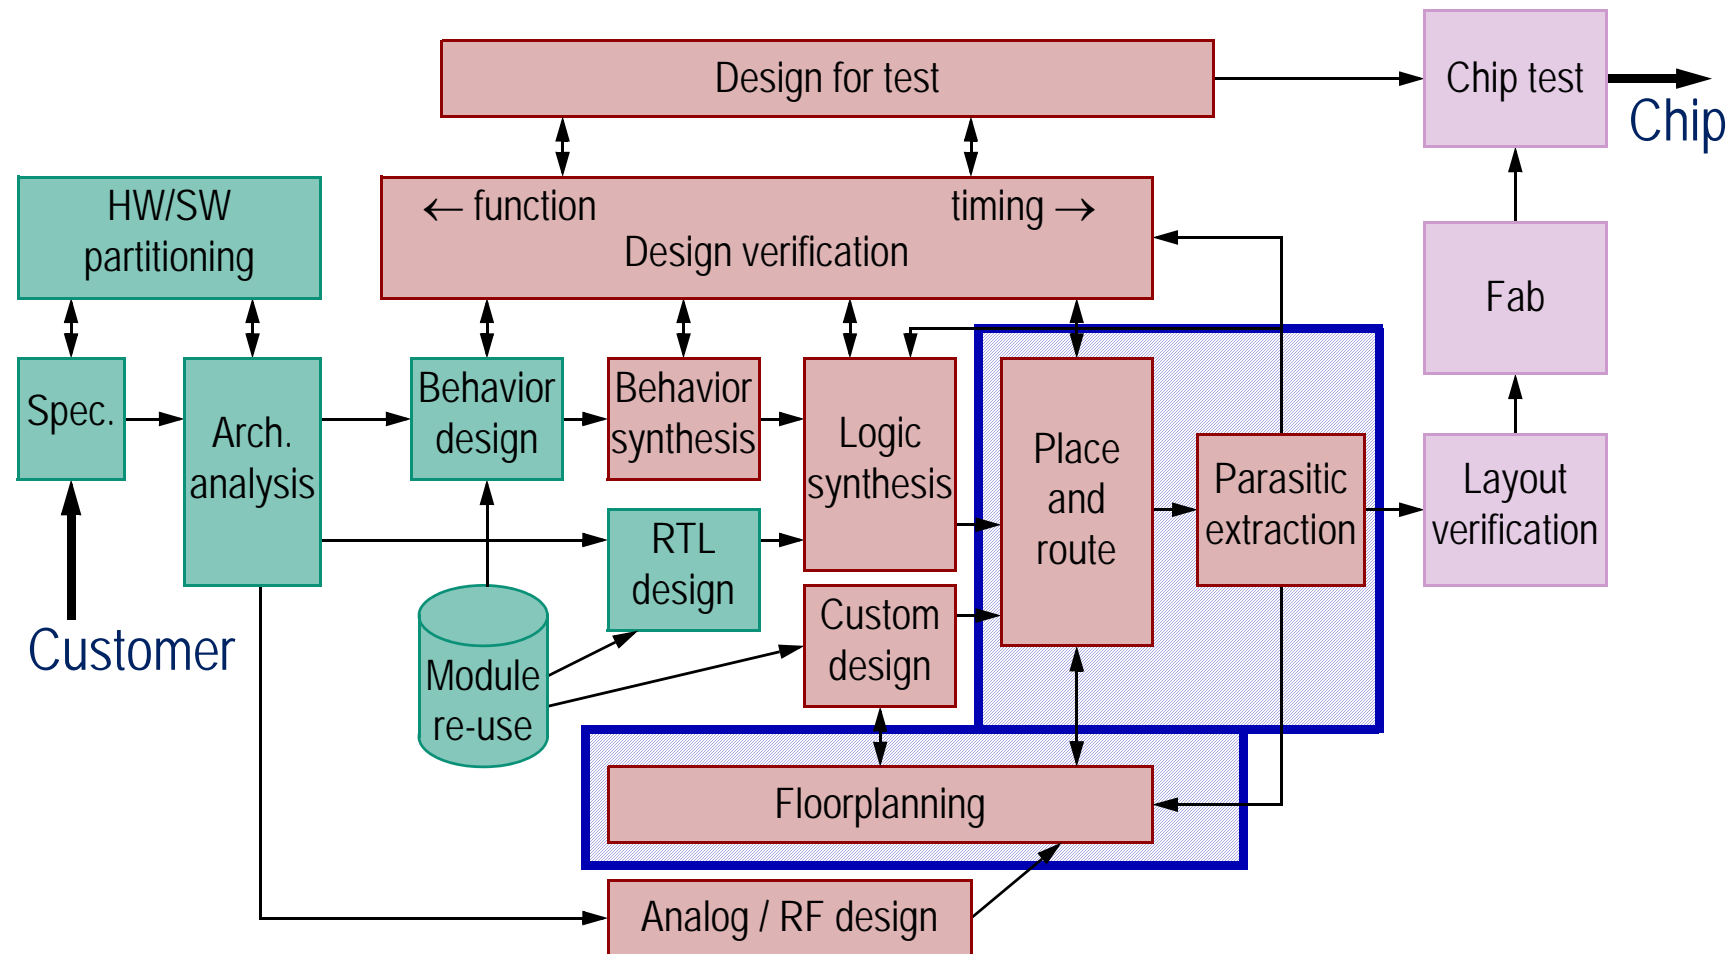 Design for test
Chip test
Chip
HW/SW
partitioning
← function
timing →
Design verification
Fab
Spec.
Arch.
analysis
Behavior
design
Behavior
synthesis
Logic
synthesis
Place
and
route
Parasitic
extraction
Layout
verification
RTL
design
Customer
Module
re-use
Custom
design
Floorplanning
Analog / RF design